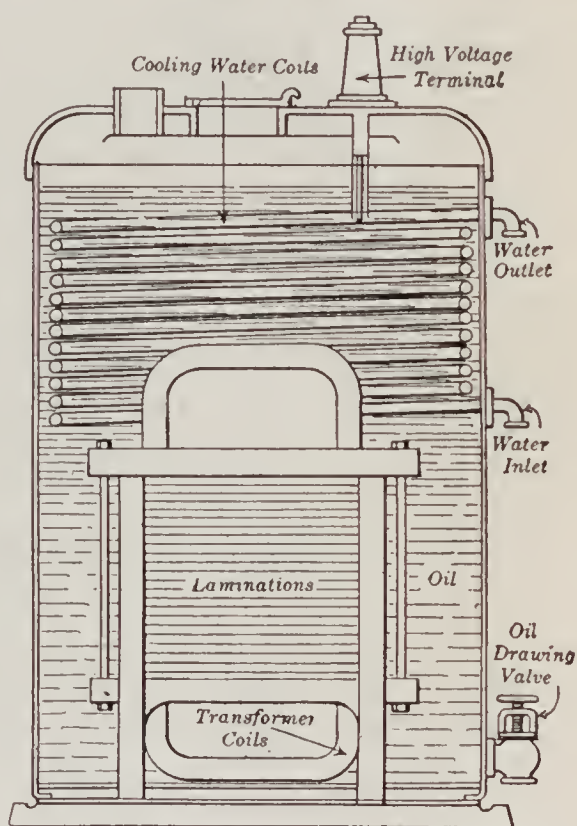 Cooling Water Coils
High Voltage
Terminal
Water
Outlet
Water
Inlet
Laminations
Oil
Oil
Drawing
Valve
Transformer
Coils